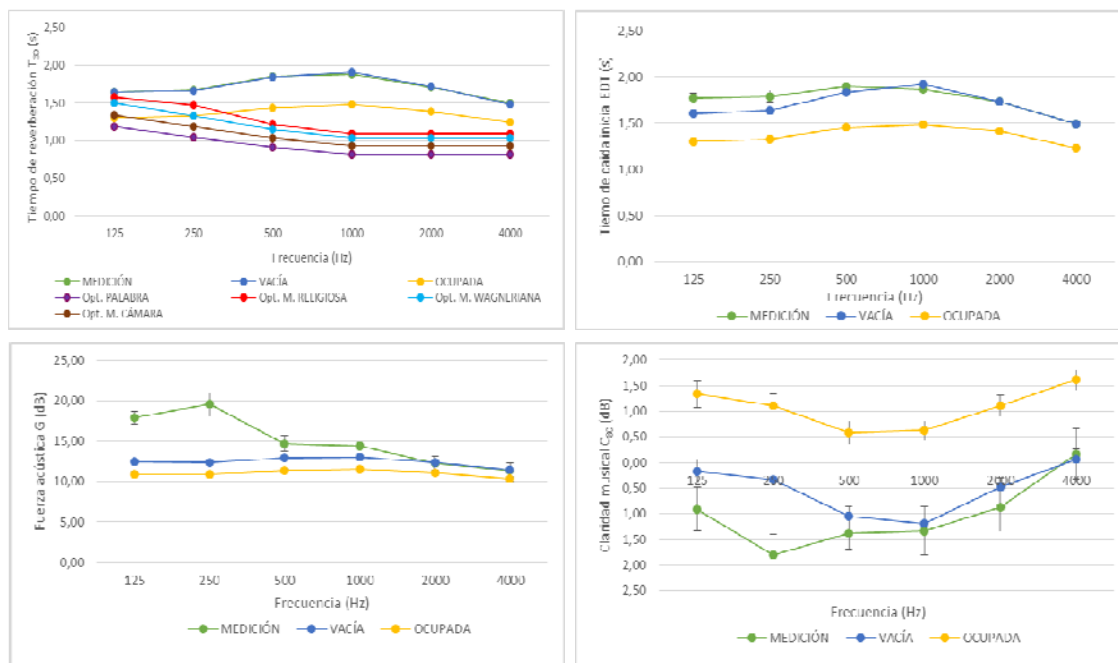 Tiempo de reverberación T30 (s)
2,50
2,00
1,50
1,00
0,50
0,00
125 250 500 1000 2000 4000
Frecuencia (Hz)
MEDICIÓN VACÍA OCUPADA
Opt. PALABRA Opt. M. RELIGIOSA Opt. M. WAGNERIANA
Opt. M. CÁMARA
Tiemo de caída inicial EDT (s)
2,50
2,00
1,50
1,00
0,50
0,00
125 250 500 1000 2000 4000
Frecuencia (Hz)
MEDICIÓN VACÍA OCUPADA
Fuerza acústica G (dB)
25,00
20,00
15,00
10,00
5,00
0,00
125 250 500 1000 2000 4000
Frecuencia (Hz)
MEDICIÓN VACÍA OCUPADA
Claridad musical C80 (dB)
2,00
1,50
1,00
0,50
0,00
0,50
1,00
1,50
2,00
2,50
125 250 500 1000 2000 4000
Frecuencia (Hz)
MEDICIÓN VACÍA OCUPADA